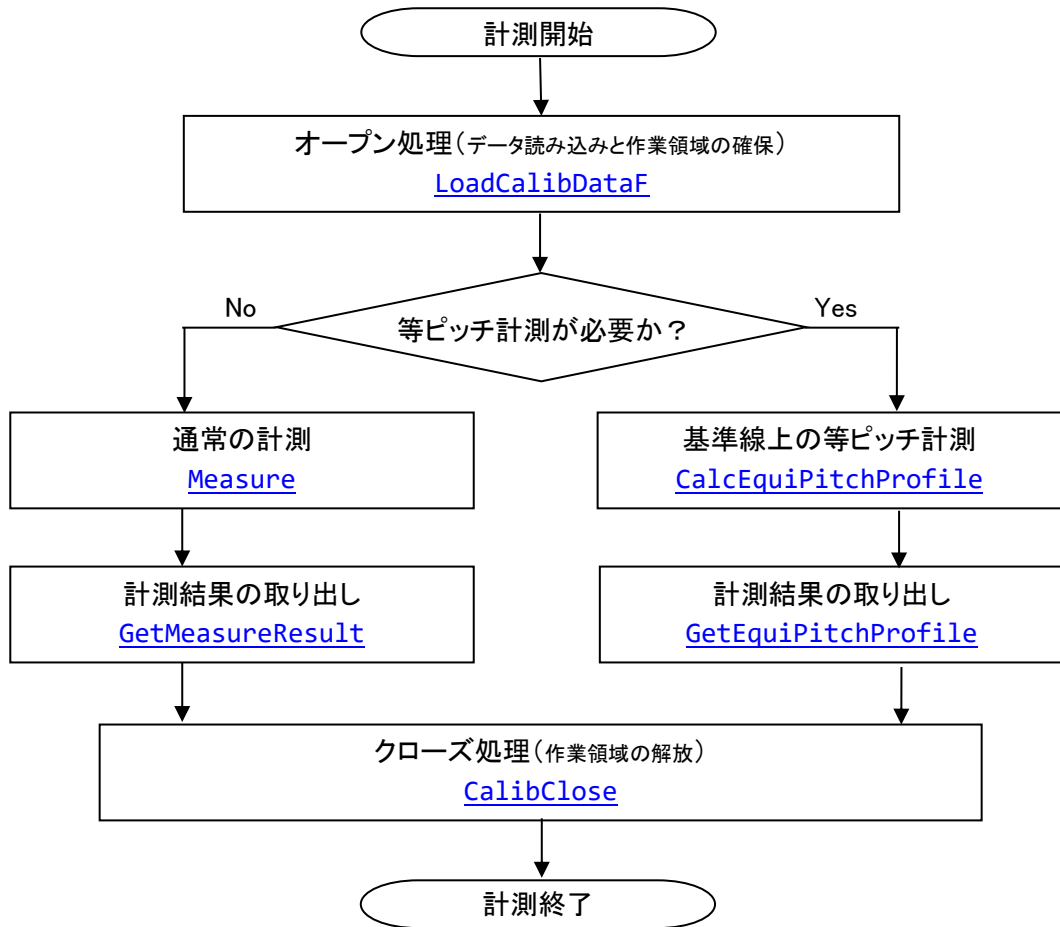 計測開始
オープン処理(データ読み込みと作業領域の確保)
LoadCalibDataF
等ピッチ計測が必要か?
No
Yes
通常の計測
Measure
基準線上の等ピッチ計測
CalcEquiPitchProfile
計測結果の取り出し
GetMeasureResult
計測結果の取り出し
GetEquiPitchProfile
クローズ処理(作業領域の解放)
CalibClose
計測終了